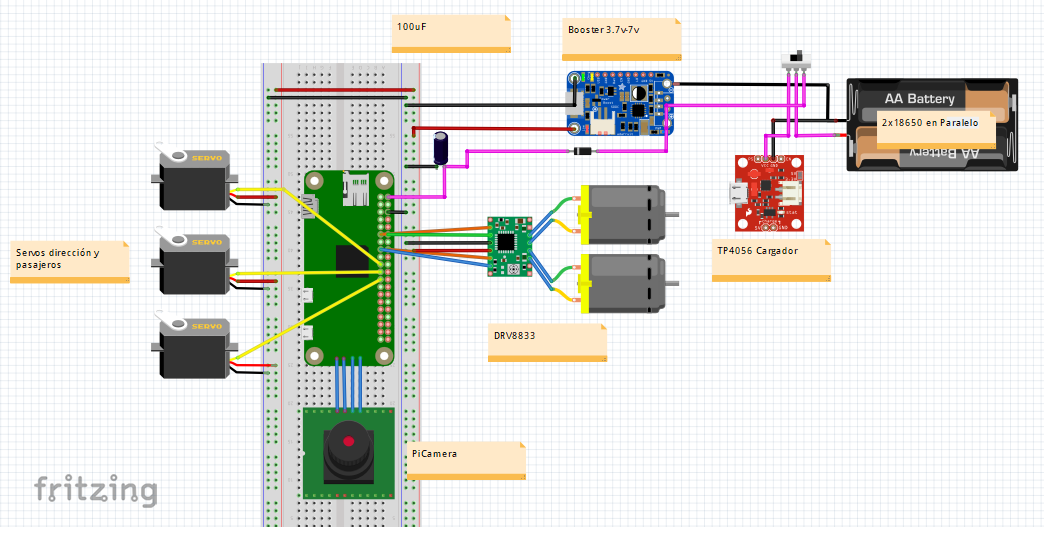 100uF
Booster 3.7v-7v
AA Battery
2x18650 en Paralelo
AA Battery
SERVO
SERVO
Servos dirección y
pasajeros
TP4056 Cargador
SERVO
DRV8833
PiCamera
fritzing